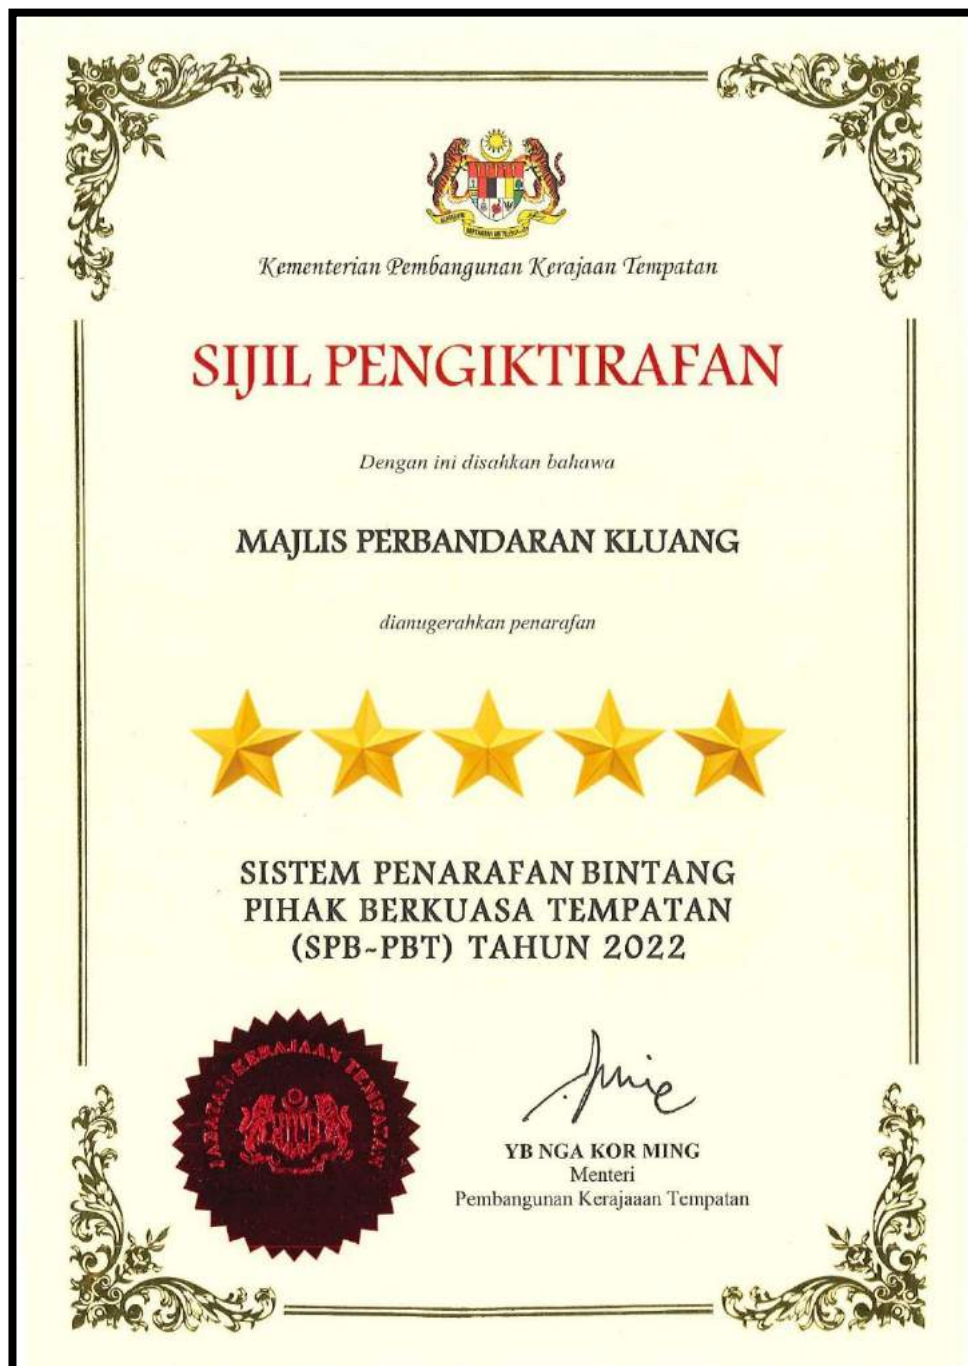 Kementerian Pembangunan Kerajaan Tempatan
SIJIL PENGIKTIRAFAN
Dengan ini disahkan bahawa
MAJLIS PERBANDARAN KLUANG
dianugerahkan penarafan
SISTEM PENARAFAN BINTANG
PIHAK BERKUASA TEMPATAN
(SPB-PBT) TAHUN 2022
JABATAN KERAJAAN TEMPATAN
YB NGA KOR MING
Menteri
Pembangunan Kerajaaan Tempatan